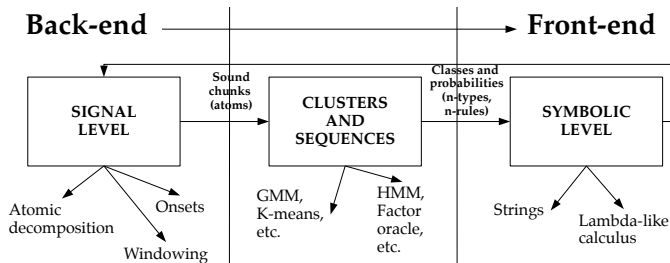 Back-end
Front-end
Sound
chunks
(atoms)
Classes and
probabilities
(n-types,
n-rules)
SIGNAL
LEVEL
CLUSTERS
AND
SEQUENCES
SYMBOLIC
LEVEL
Atomic
decomposition
Windowing
Onsets
GMM,
K-means,
etc.
HMM,
Factor
oracle,
etc.
Strings
Lambda-like
calculus